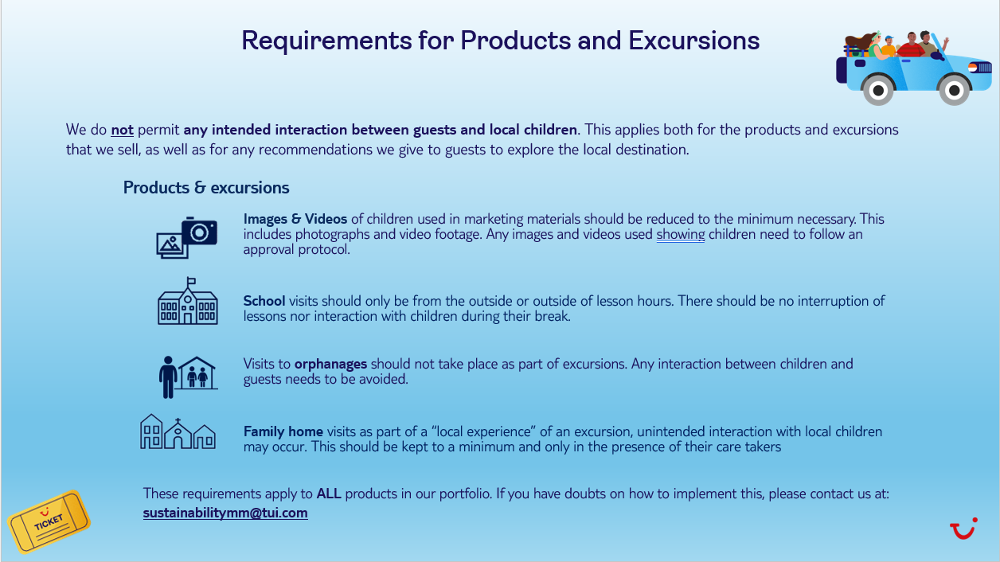 Requirements for Products and Excursions
We do not permit any intended interaction between guests and local children. This applies both for the products and excursions
that we sell, as well as for any recommendations we give to guests to explore the local destination.
Products & excursions
Images & Videos of children used in marketing materials should be reduced to the minimum necessary. This
includes photographs and video footage. Any images and videos used showing children need to follow an
approval protocol.
School visits should only be from the outside or outside of lesson hours. There should be no interruption of
lessons nor interaction with children during their break.
Visits to orphanages should not take place as part of excursions. Any interaction between children and
guests needs to be avoided.
Family home visits as part of a “local experience” of an excursion, unintended interaction with local children
may occur. This should be kept to a minimum and only in the presence of their care takers
These requirements apply to ALL products in our portfolio. If you have doubts on how to implement this, please contact us at:
sustainabilitymm@tui.com
TICKET